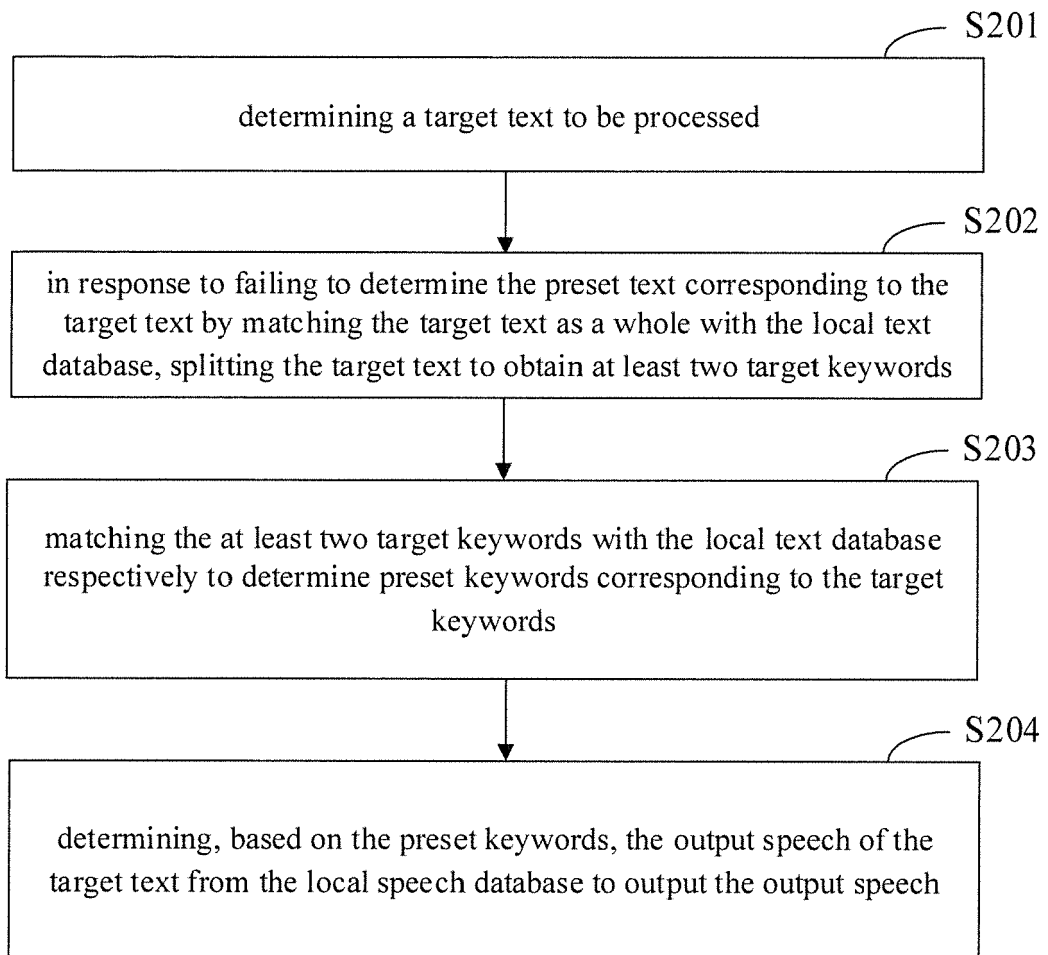 S201
determining a target text to be processed
S202
in response to failing to determine the preset text corresponding to the
target text by matching the target text as a whole with the local text
database, splitting the target text to obtain at least two target keywords
S203
matching the at least two target keywords with the local text database
respectively to determine preset keywords corresponding to the target
keywords
S204
determining, based on the preset keywords, the output speech of the
target text from the local speech database to output the output speech